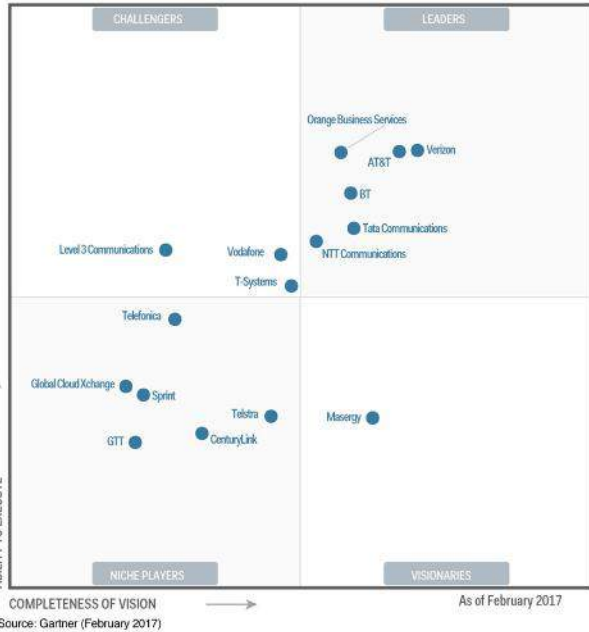 CHALLENGERS
LEADERS
Orange Business Services
AT&T
Verizon
BT
Tata Communications
NTT Communications
Level 3 Communications
Vodafone
T-Systems
Telefonica
Global Cloud Xchange
Sprint
Telstra
CenturyLink
GTT
Masergy
NICHE PLAYERS
VISIONARIES
COMPLETENESS OF VISION
As of February 2017
Source: Gartner (February 2017)